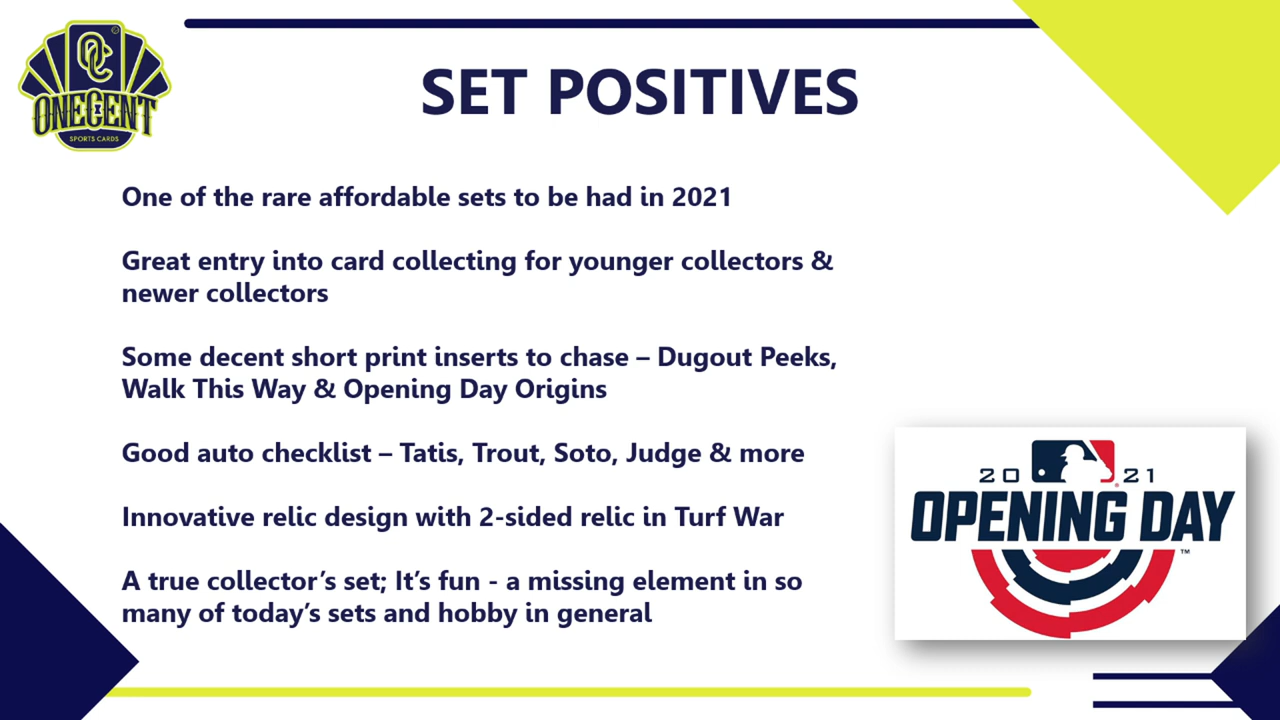 OC
ONECENT
SPORTS CARDS
SET POSITIVES
One of the rare affordable sets to be had in 2021
Great entry into card collecting for younger collectors &
newer collectors
Some decent short print inserts to chase – Dugout Peeks,
Walk This Way & Opening Day Origins
Good auto checklist – Tatis, Trout, Soto, Judge & more
Innovative relic design with 2-sided relic in Turf War
A true collector’s set; It’s fun - a missing element in so
many of today’s sets and hobby in general
20 21
OPENING DAY™